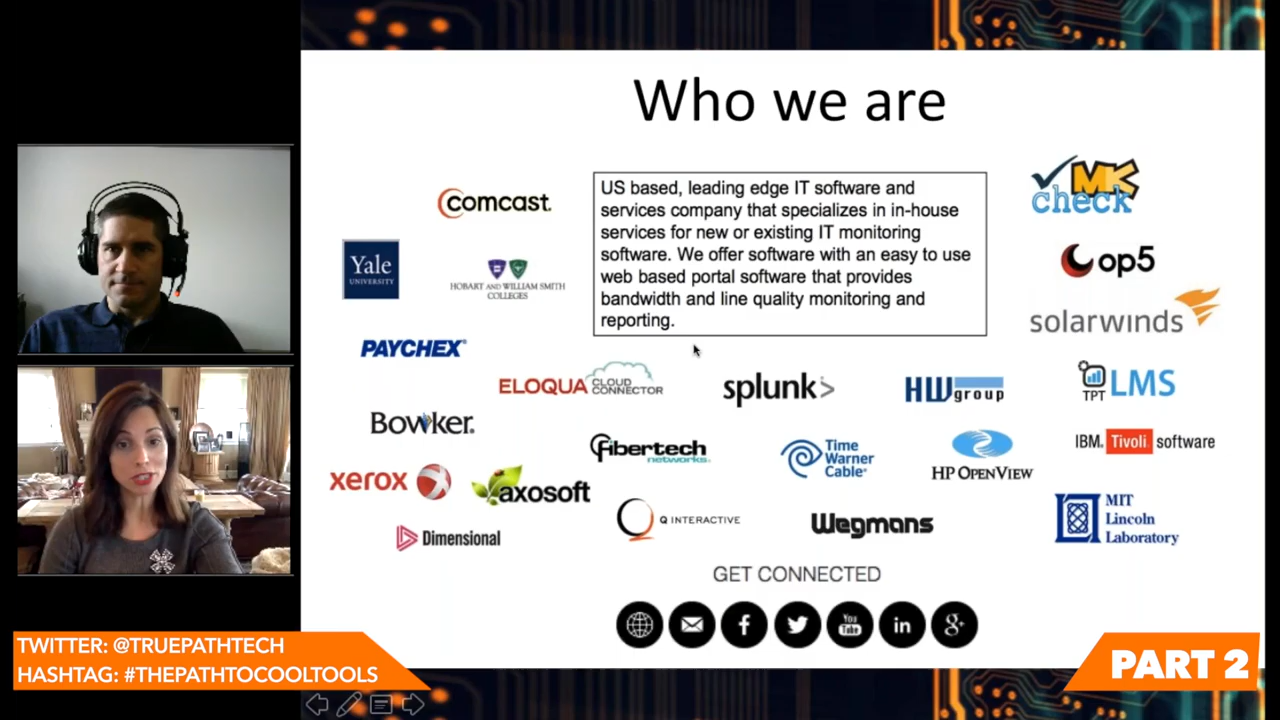 Who we are
US based, leading edge IT software and
services company that specializes in in-house
services for new or existing IT monitoring
software. We offer software with an easy to use
web based portal software that provides
bandwidth and line quality monitoring and
reporting.
comcast.
Yale
UNIVERSITY
HOBART AND WILLIAM SMITH
COLLEGES
PAYCHEX®
ELOQUA CLOUD
CONNECTOR
Bowker.
xerox
axosoft
Dimensional
splunk>
Fibertech
networks
Time
Warner
Cable®
Q INTERACTIVE
Wegmans
MK
check
op5
solarwinds
HW group
TPT LMS
HP OPENVIEW
IBM. Tivoli software
MIT
Lincoln
Laboratory
GET CONNECTED
f
You
Tube
in
g+
TWITTER: @TRUEPATHTECH
HASHTAG: #THEPATHTOCOOLTOOLS
PART 2